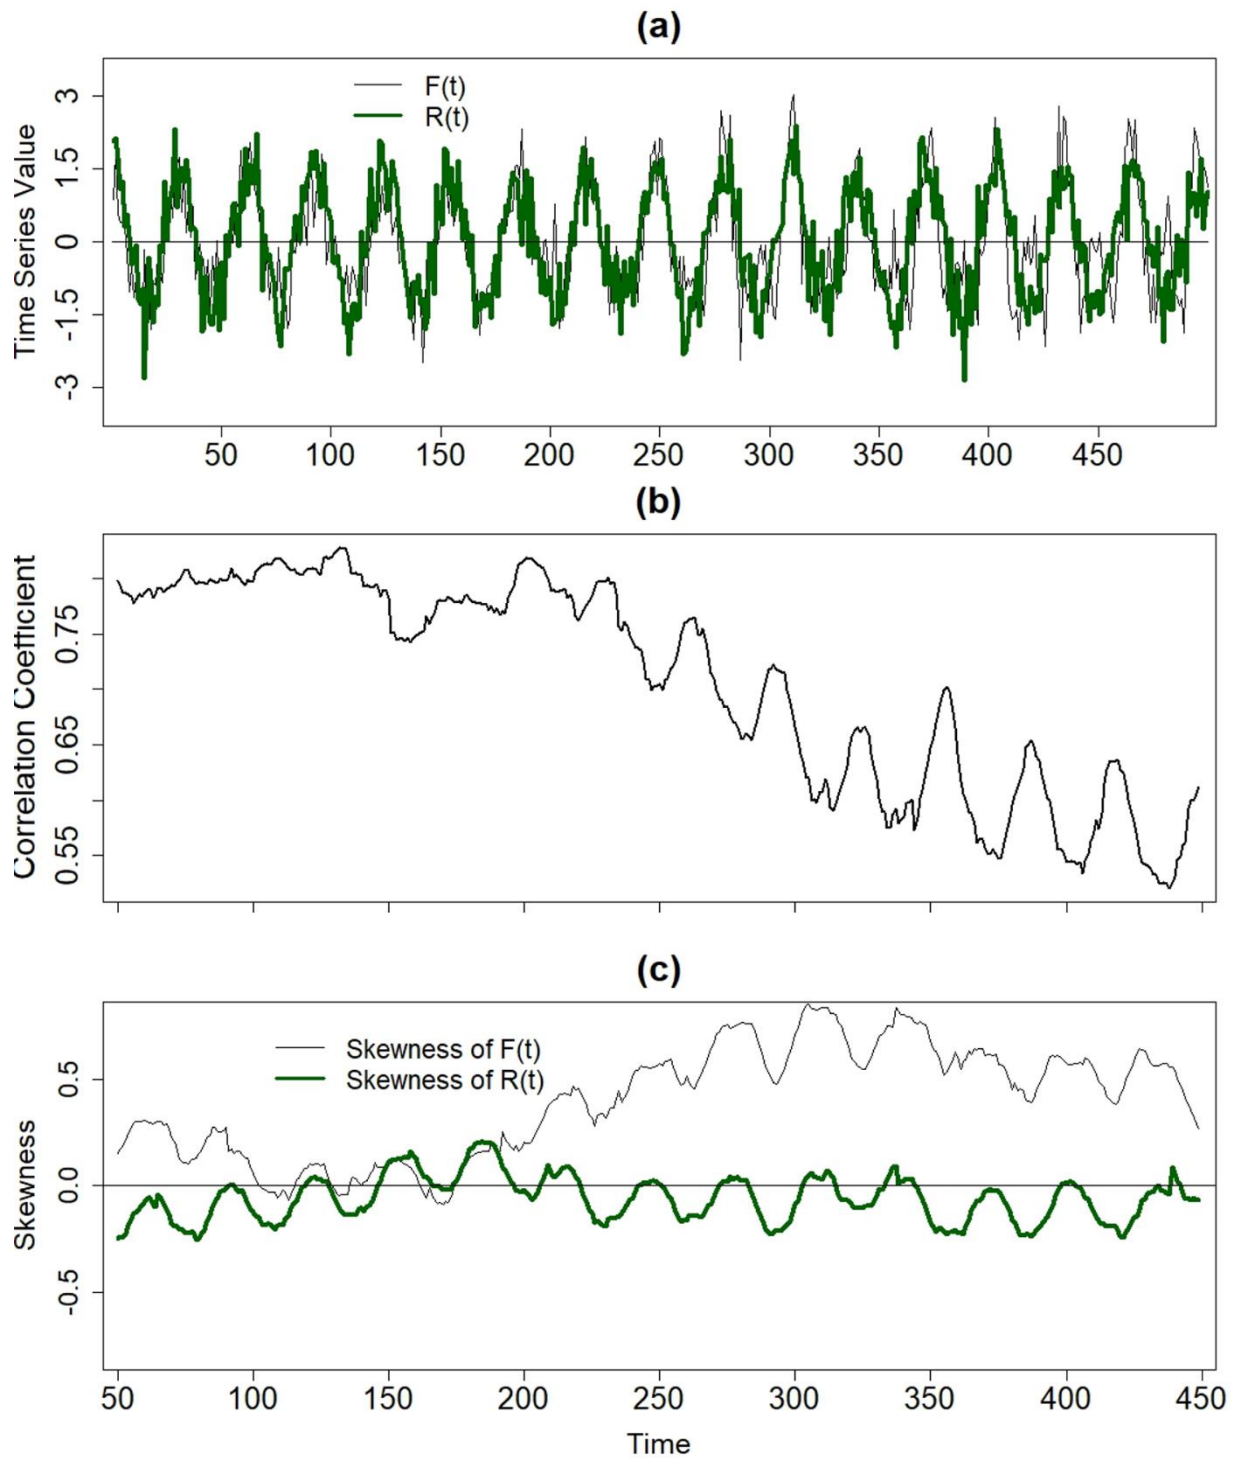 (a)
Time Series Value
3
1.5
0
-1.5
-3
F(t)
R(t)
50 100 150 200 250 300 350 400 450
(b)
Correlation Coefficient
0.75
0.65
0.55
(c)
Skewness
0.5
0.0
-0.5
Skewness of F(t)
Skewness of R(t)
50 100 150 200 250 300 350 400 450
Time